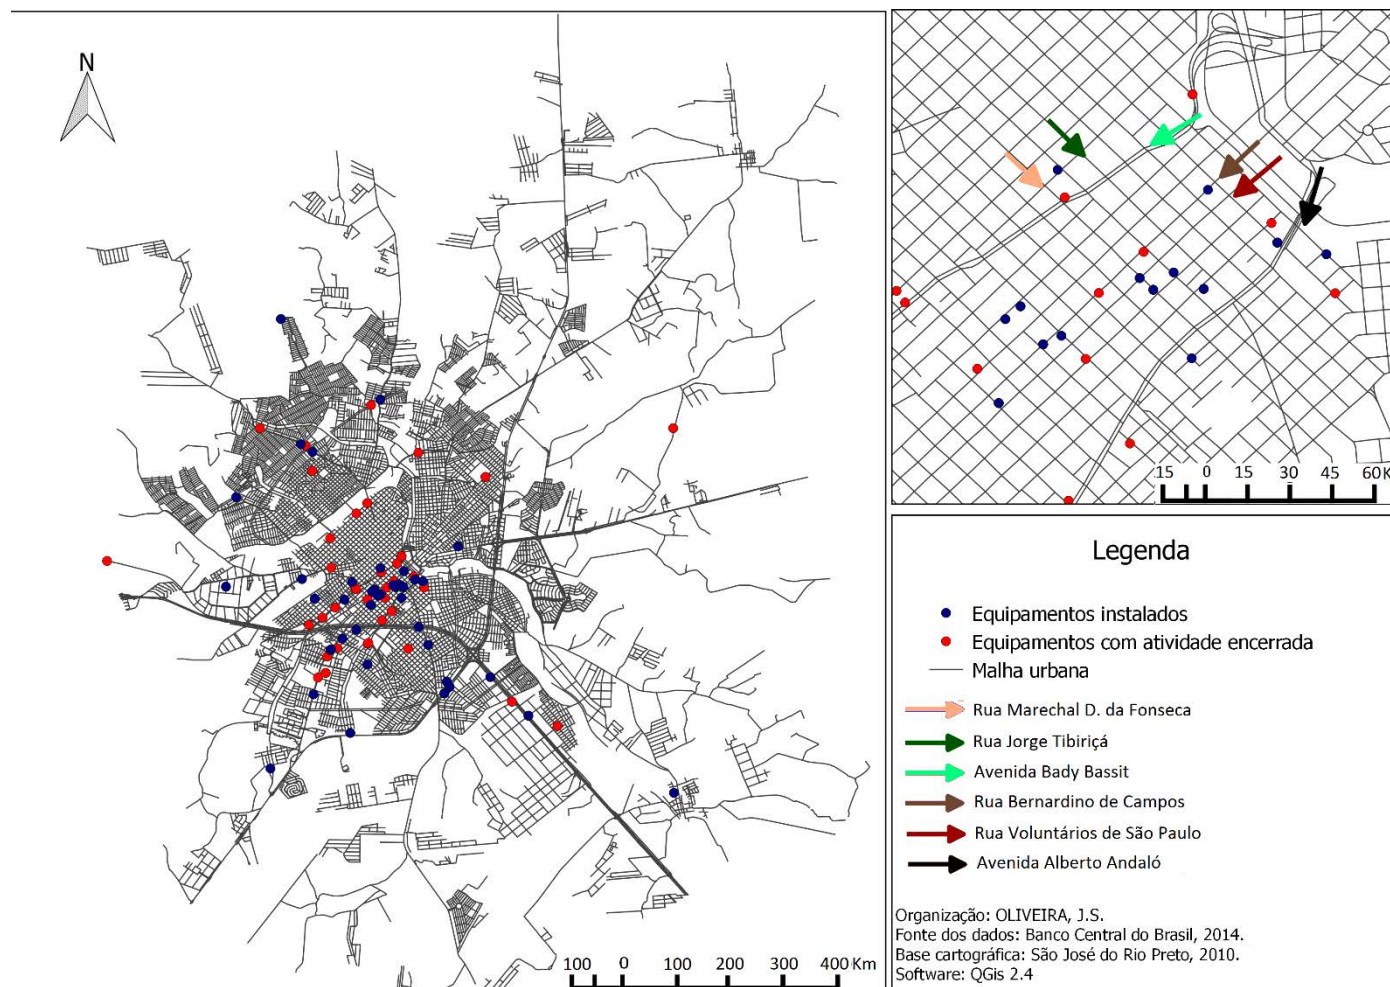 N
100 0 100 200 300 400 Km
15 0 15 30 45 60 K
Legenda
Equipamentos instalados
Equipamentos com atividade encerrada
Malha urbana
Rua Marechal D. da Fonseca
Rua Jorge Tibiriçá
Avenida Bady Bassit
Rua Bernardino de Campos
Rua Voluntários de São Paulo
Avenida Alberto Andaló
Organização: OLIVEIRA, J.S.
Fonte dos dados: Banco Central do Brasil, 2014.
Base cartográfica: São José do Rio Preto, 2010.
Software: QGis 2.4